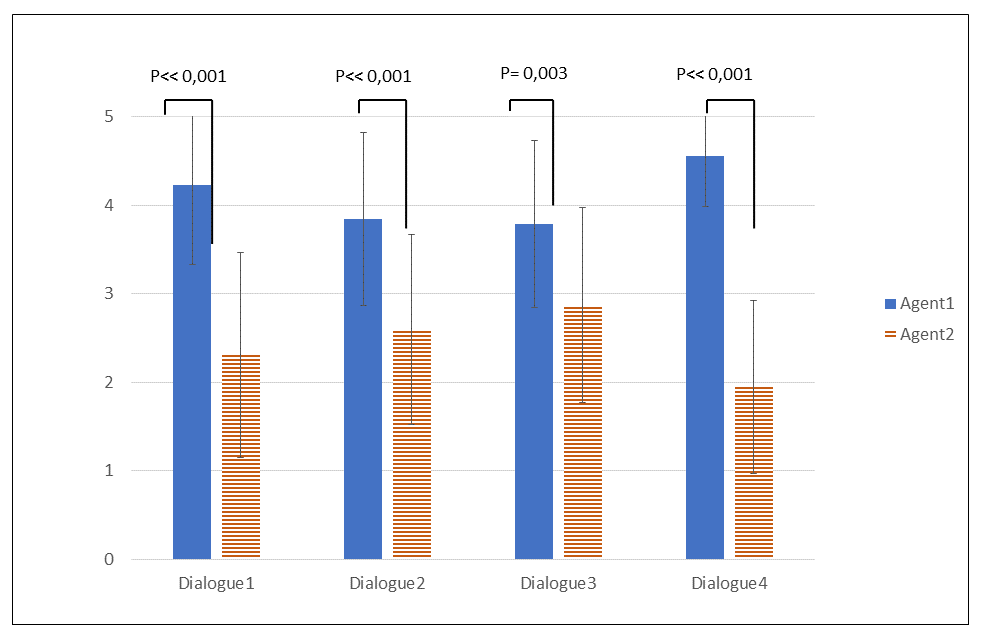 P<< 0,001
P<< 0,001
P= 0,003
P<< 0,001
5
4
3
2
1
0
Dialogue1
Dialogue2
Dialogue3
Dialogue4
Agent1
Agent2